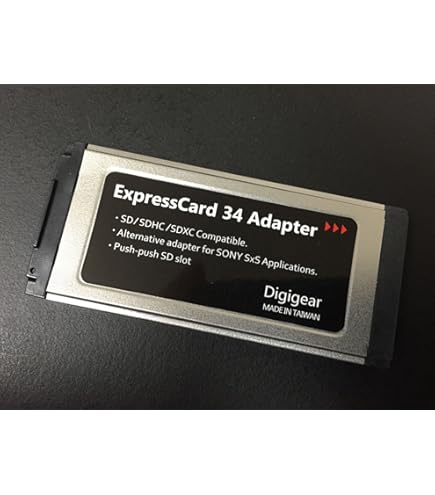 ExpressCard 34 Adapter ►►►
• SD/SDHC/SDXC Compatible.
• Alternative adapter for SONY SxS Applications.
• Push-push SD slot
Digigear
MADE IN TAIWAN